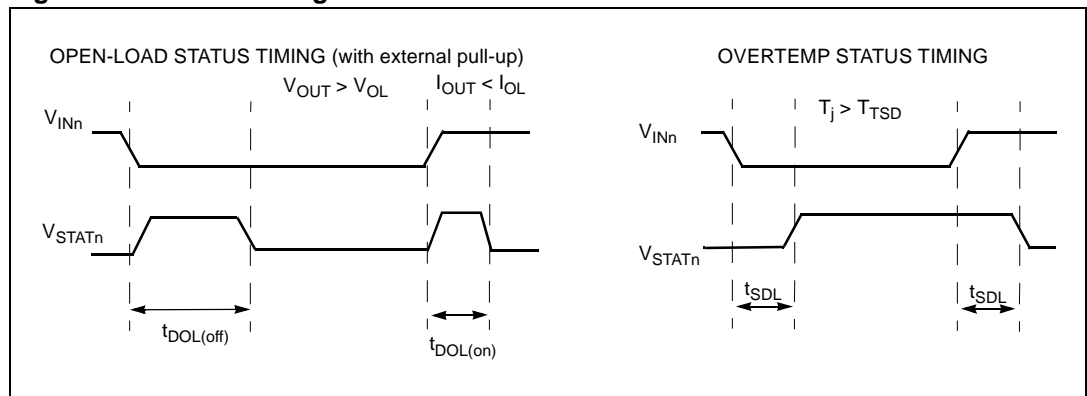 OPEN-LOAD STATUS TIMING (with external pull-up)
V_OUT > V_OL
I_OUT < I_OL
V_INn
V_STATn
t_DOL(off)
t_DOL(on)
OVERTEMP STATUS TIMING
T_j > T_TSD
V_INn
V_STATn
t_SDL
t_SDL